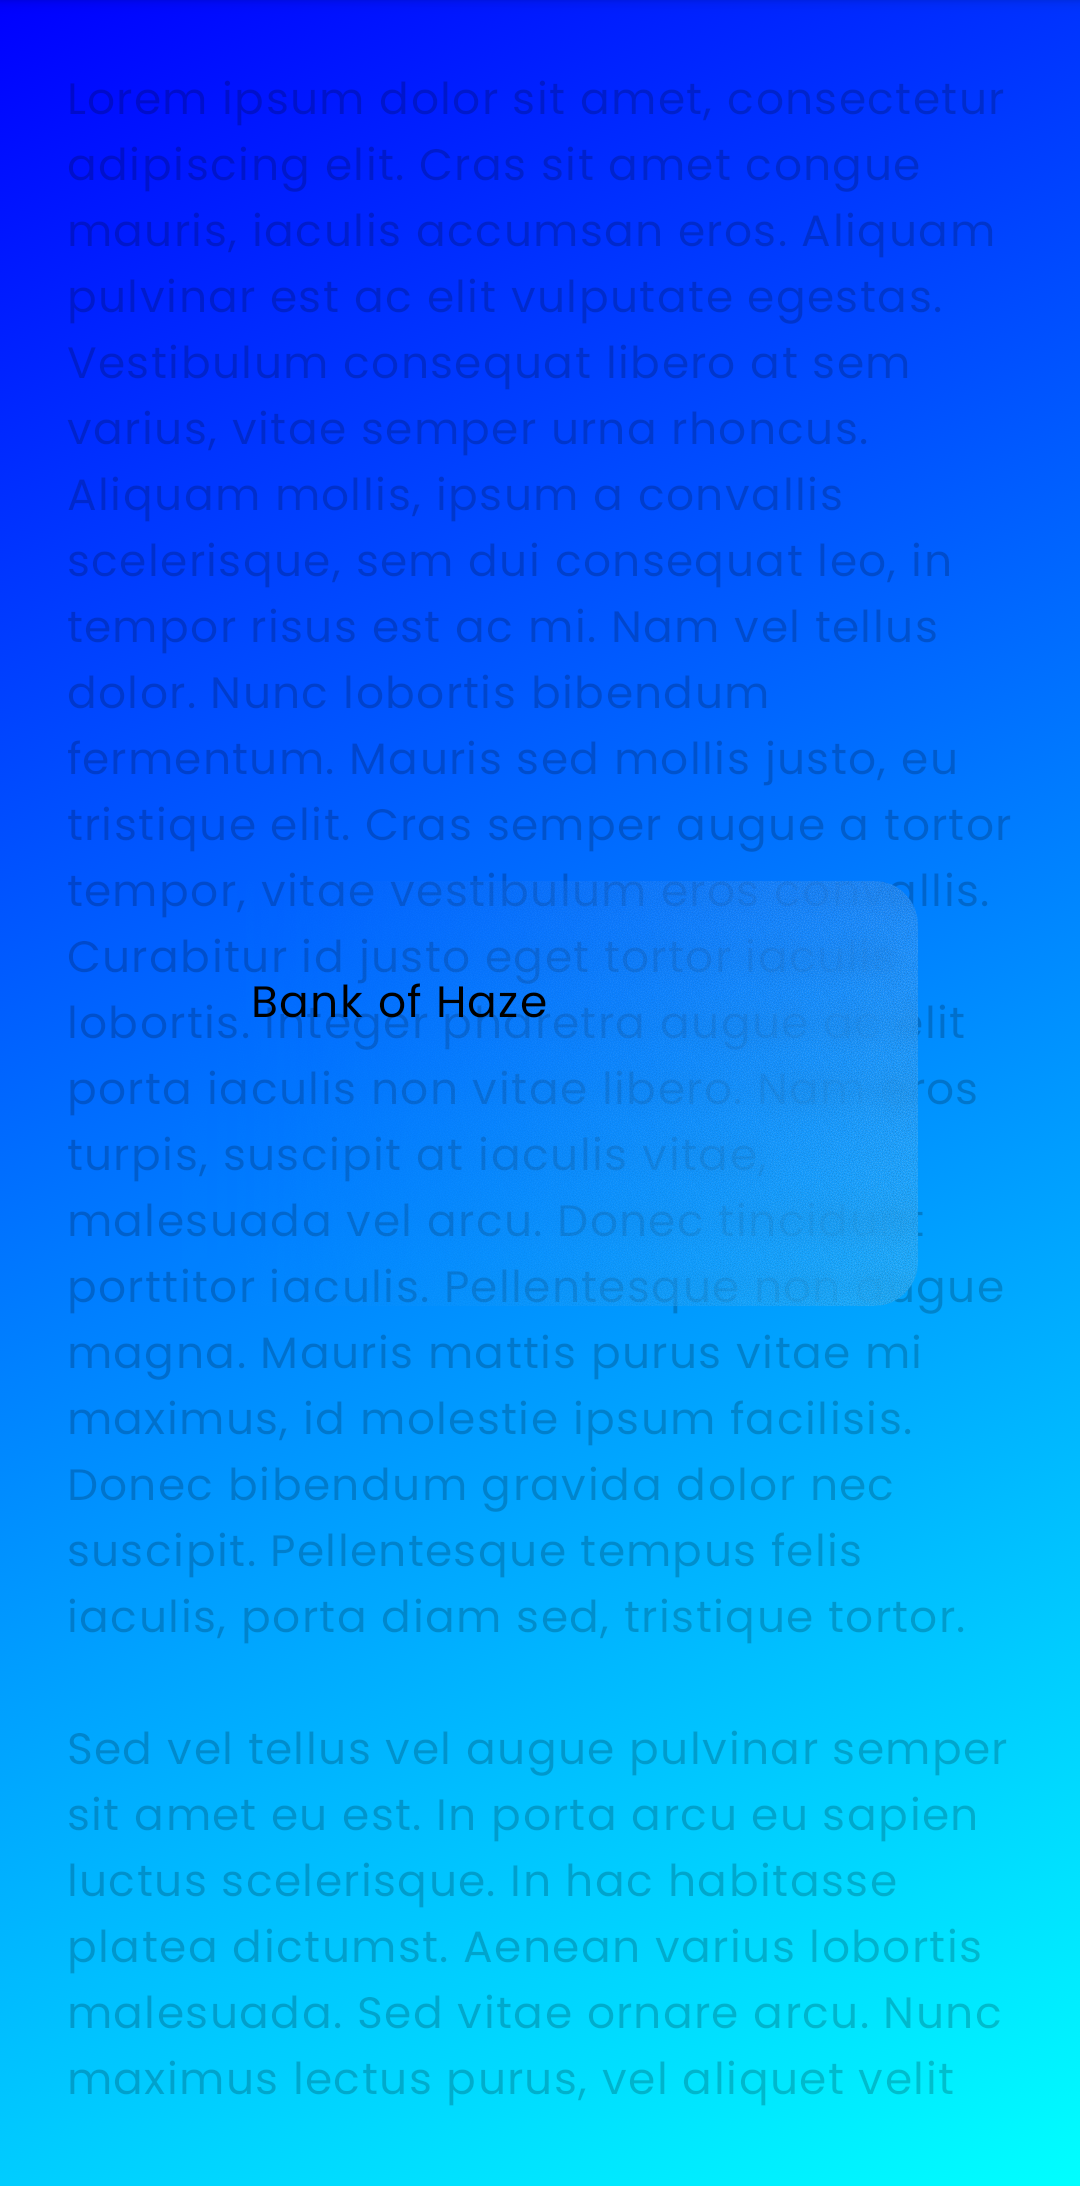 Lorem ipsum dolor sit amet, consectetur
adipiscing elit. Cras sit amet congue
mauris, iaculis accumsan eros. Aliquam
pulvinar est ac elit vulputate egestas.
Vestibulum consequat libero at sem
varius, vitae semper urna rhoncus.
Aliquam mollis, ipsum a convallis
scelerisque, sem dui consequat leo, in
tempor risus est ac mi. Nam vel tellus
dolor. Nunc lobortis bibendum
fermentum. Mauris sed mollis justo, eu
tristique elit. Cras semper augue a tortor
tempor, vitae vestibulum eros convallis.
Curabitur id justo eget tortor iaculis
Bank of Haze
lobortis. Integer pharetra augue ac elit
porta iaculis non vitae libero. Nam eros
turpis, suscipit at iaculis vitae,
malesuada vel arcu. Donec tincidunt
porttitor iaculis. Pellentesque non augue
magna. Mauris mattis purus vitae mi
maximus, id molestie ipsum facilisis.
Donec bibendum gravida dolor nec
suscipit. Pellentesque tempus felis
iaculis, porta diam sed, tristique tortor.
Sed vel tellus vel augue pulvinar semper
sit amet eu est. In porta arcu eu sapien
luctus scelerisque. In hac habitasse
platea dictumst. Aenean varius lobortis
malesuada. Sed vitae ornare arcu. Nunc
maximus lectus purus, vel aliquet velit